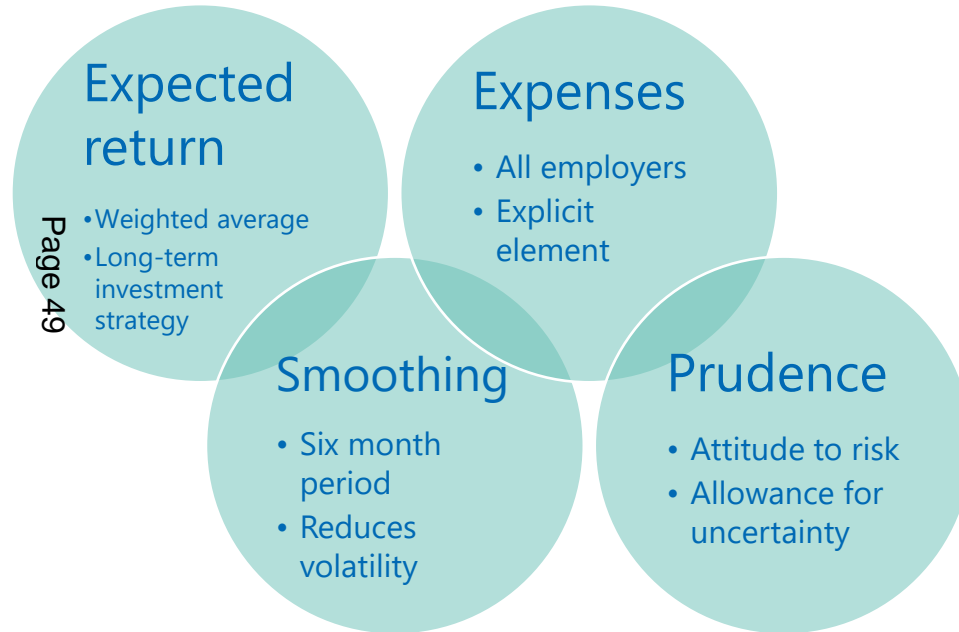 Expected
return
• Weighted average
• Long-term
investment
strategy
Page 49
Expenses
• All employers
• Explicit
element
Smoothing
• Six month
period
• Reduces
volatility
Prudence
• Attitude to risk
• Allowance for
uncertainty